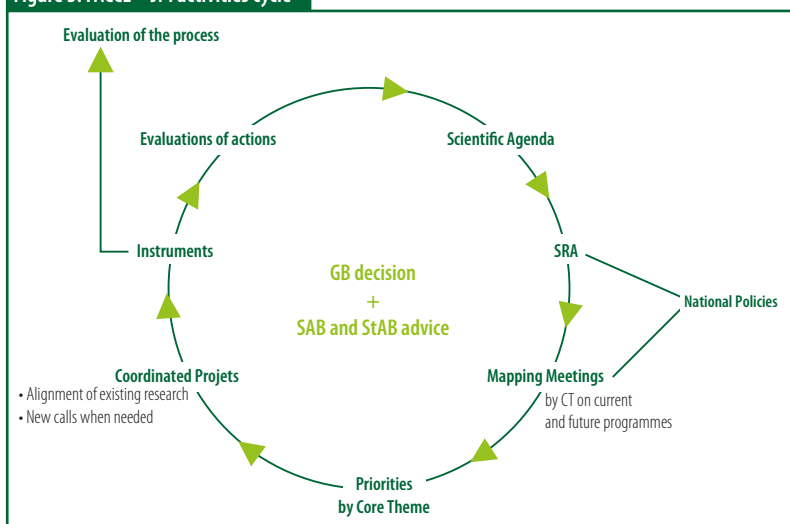 Evaluation of the process
Evaluations of actions
Scientific Agenda
Instruments
SRA
GB decision
+
SAB and StAB advice
National Policies
Coordinated Projets
• Alignment of existing research
• New calls when needed
Mapping Meetings
by CT on current
and future programmes
Priorities
by Core Theme